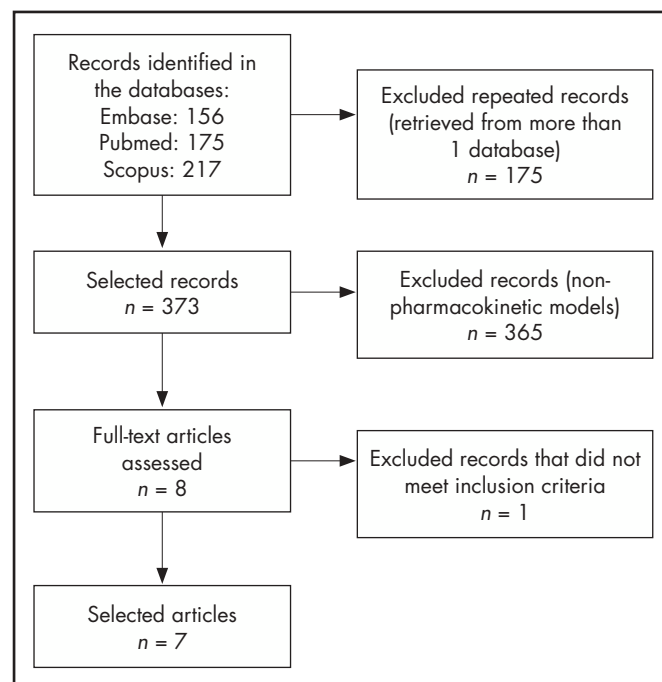 Records identified in
the databases:
Embase: 156
Pubmed: 175
Scopus: 217
Excluded repeated records
(retrieved from more than
1 database)
n = 175
Selected records
n = 373
Excluded records (non-
pharmacokinetic models)
n = 365
Full-text articles
assessed
n = 8
Excluded records that did not
meet inclusion criteria
n = 1
Selected articles
n = 7